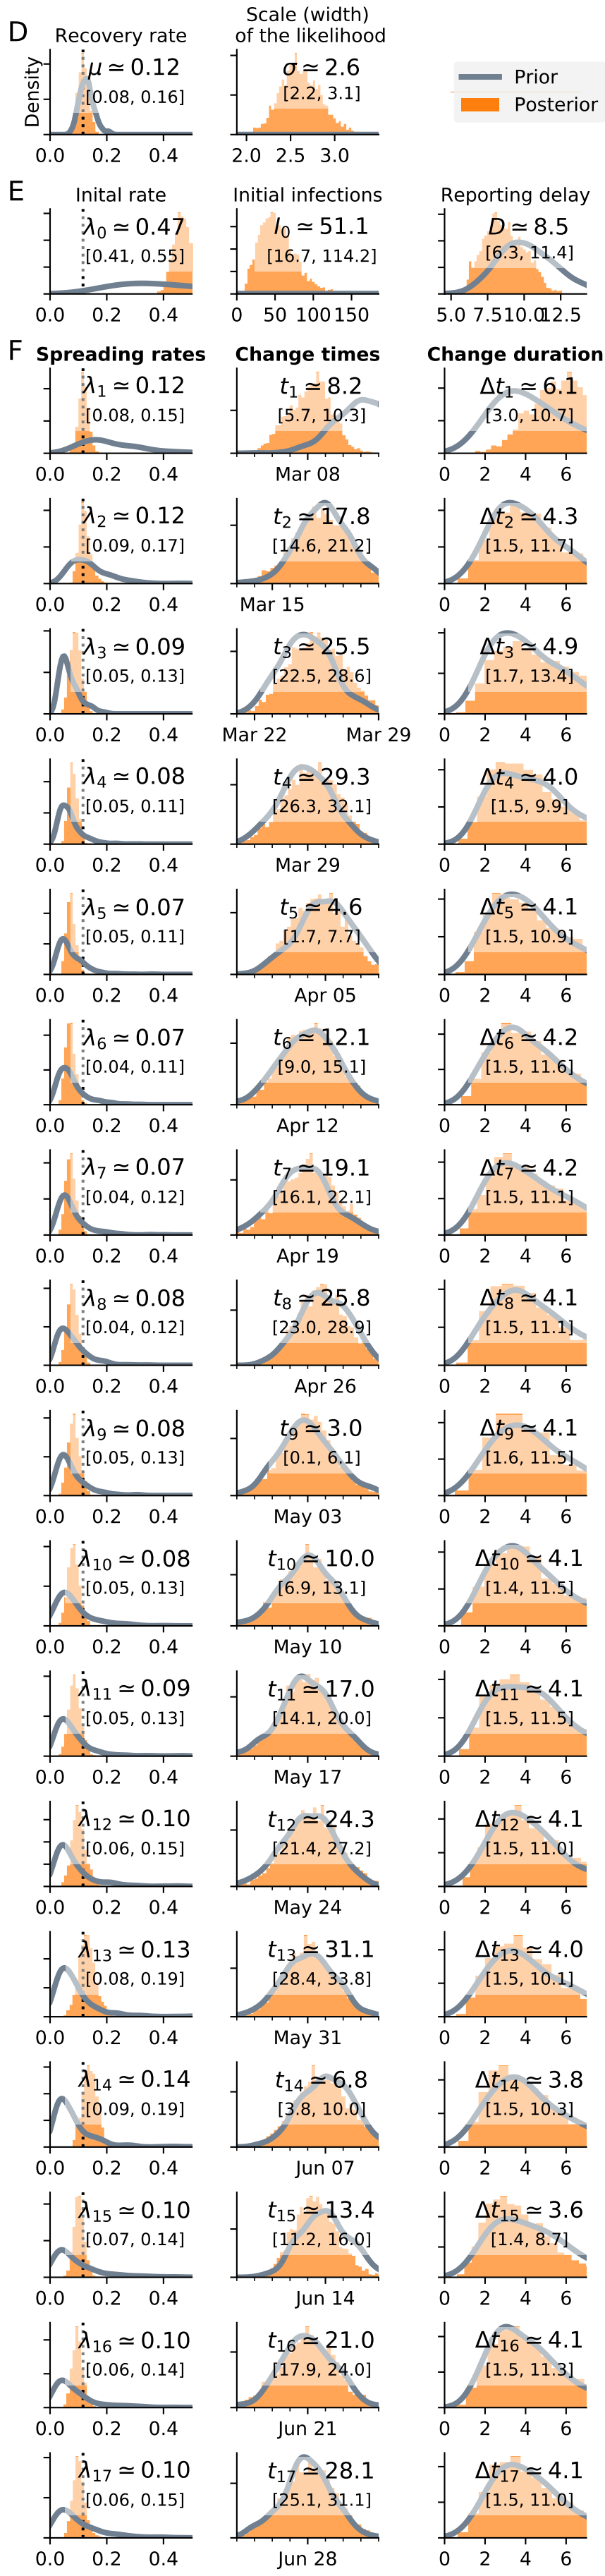 D
Recovery rate
Scale (width)
of the likelihood
Density
μ ≃ 0.12
[0.08, 0.16]
0.0 0.2 0.4
σ ≃ 2.6
[2.2, 3.1]
2.0 2.5 3.0
Prior
Posterior
E
Inital rate
Initial infections
Reporting delay
λ0 ≃ 0.47
[0.41, 0.55]
0.0 0.2 0.4
I0 ≃ 51.1
[16.7, 114.2]
0 50 100 150
D ≃ 8.5
[6.3, 11.4]
5.0 7.5 10.0 12.5
F
Spreading rates
Change times
Change duration
λ1 ≃ 0.12
[0.08, 0.15]
0.0 0.2 0.4
t1 ≃ 8.2
[5.7, 10.3]
Mar 08
Δt1 ≃ 6.1
[3.0, 10.7]
0 2 4 6
λ2 ≃ 0.12
[0.09, 0.17]
0.0 0.2 0.4
t2 ≃ 17.8
[14.6, 21.2]
Mar 15
Δt2 ≃ 4.3
[1.5, 11.7]
0 2 4 6
λ3 ≃ 0.09
[0.05, 0.13]
0.0 0.2 0.4
t3 ≃ 25.5
[22.5, 28.6]
Mar 22 Mar 29
Δt3 ≃ 4.9
[1.7, 13.4]
0 2 4 6
λ4 ≃ 0.08
[0.05, 0.11]
0.0 0.2 0.4
t4 ≃ 29.3
[26.3, 32.1]
Mar 29
Δt4 ≃ 4.0
[1.5, 9.9]
0 2 4 6
λ5 ≃ 0.07
[0.05, 0.11]
0.0 0.2 0.4
t5 ≃ 4.6
[1.7, 7.7]
Apr 05
Δt5 ≃ 4.1
[1.5, 10.9]
0 2 4 6
λ6 ≃ 0.07
[0.04, 0.11]
0.0 0.2 0.4
t6 ≃ 12.1
[9.0, 15.1]
Apr 12
Δt6 ≃ 4.2
[1.5, 11.6]
0 2 4 6
λ7 ≃ 0.07
[0.04, 0.12]
0.0 0.2 0.4
t7 ≃ 19.1
[16.1, 22.1]
Apr 19
Δt7 ≃ 4.2
[1.5, 11.1]
0 2 4 6
λ8 ≃ 0.08
[0.04, 0.12]
0.0 0.2 0.4
t8 ≃ 25.8
[23.0, 28.9]
Apr 26
Δt8 ≃ 4.1
[1.5, 11.1]
0 2 4 6
λ9 ≃ 0.08
[0.05, 0.13]
0.0 0.2 0.4
t9 ≃ 3.0
[0.1, 6.1]
May 03
Δt9 ≃ 4.1
[1.6, 11.5]
0 2 4 6
λ10 ≃ 0.08
[0.05, 0.13]
0.0 0.2 0.4
t10 ≃ 10.0
[6.9, 13.1]
May 10
Δt10 ≃ 4.1
[1.4, 11.5]
0 2 4 6
λ11 ≃ 0.09
[0.05, 0.13]
0.0 0.2 0.4
t11 ≃ 17.0
[14.1, 20.0]
May 17
Δt11 ≃ 4.1
[1.5, 11.5]
0 2 4 6
λ12 ≃ 0.10
[0.06, 0.15]
0.0 0.2 0.4
t12 ≃ 24.3
[21.4, 27.2]
May 24
Δt12 ≃ 4.1
[1.5, 11.0]
0 2 4 6
λ13 ≃ 0.13
[0.08, 0.19]
0.0 0.2 0.4
t13 ≃ 31.1
[28.4, 33.8]
May 31
Δt13 ≃ 4.0
[1.5, 10.1]
0 2 4 6
λ14 ≃ 0.14
[0.09, 0.19]
0.0 0.2 0.4
t14 ≃ 6.8
[3.8, 10.0]
Jun 07
Δt14 ≃ 3.8
[1.5, 10.3]
0 2 4 6
λ15 ≃ 0.10
[0.07, 0.14]
0.0 0.2 0.4
t15 ≃ 13.4
[11.2, 16.0]
Jun 14
Δt15 ≃ 3.6
[1.4, 8.7]
0 2 4 6
λ16 ≃ 0.10
[0.06, 0.14]
0.0 0.2 0.4
t16 ≃ 21.0
[17.9, 24.0]
Jun 21
Δt16 ≃ 4.1
[1.5, 11.3]
0 2 4 6
λ17 ≃ 0.10
[0.06, 0.15]
0.0 0.2 0.4
t17 ≃ 28.1
[25.1, 31.1]
Jun 28
Δt17 ≃ 4.1
[1.5, 11.0]
0 2 4 6